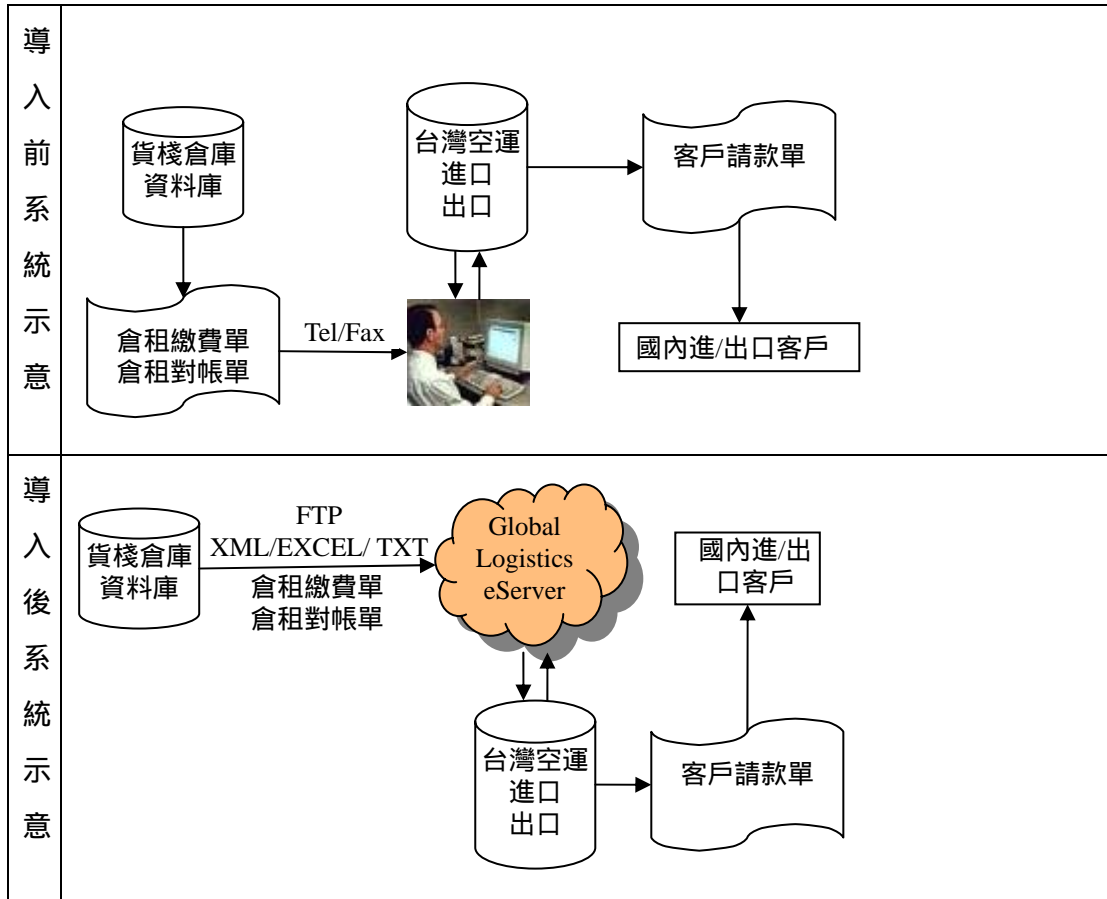 導入前系統示意
貨棧倉庫
資料庫
台灣空運
進口
出口
客戶請款單
倉租繳費單
倉租對帳單
Tel/Fax
國內進/出口客戶
導入後系統示意
貨棧倉庫
資料庫
FTP
XML/EXCEL/ TXT
倉租繳費單
倉租對帳單
Global
Logistics
eServer
國內進/出
口客戶
台灣空運
進口
出口
客戶請款單